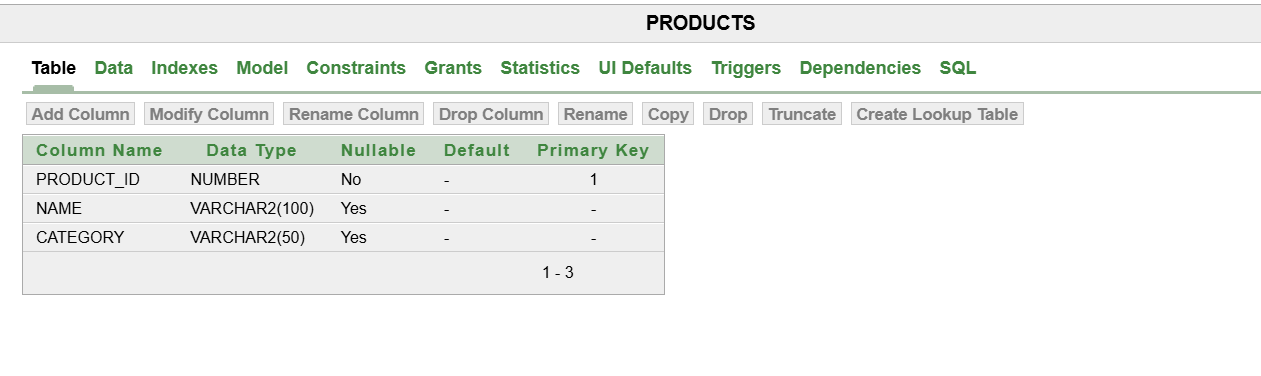 PRODUCTS
Table Data Indexes Model Constraints Grants Statistics UI Defaults Triggers Dependencies SQL
Add Column Modify Column Rename Column Drop Column Rename Copy Drop Truncate Create Lookup Table
Column Name Data Type Nullable Default Primary Key
PRODUCT_ID NUMBER No - 1
NAME VARCHAR2(100) Yes - -
CATEGORY VARCHAR2(50) Yes - -
1 - 3